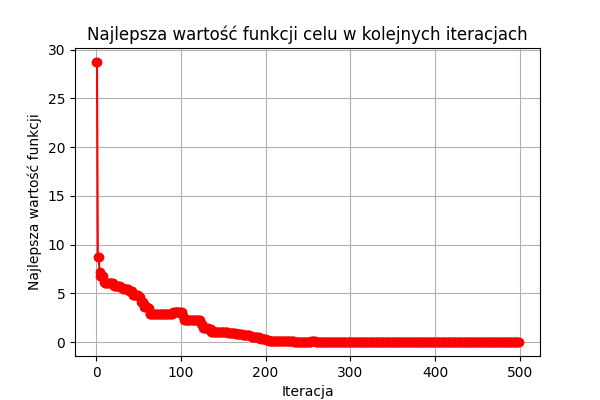 Najlepsza wartość funkcji celu w kolejnych iteracjach
30
25
20
15
10
5
0
Najlepsza wartość funkcji
0 100 200 300 400 500
Iteracja